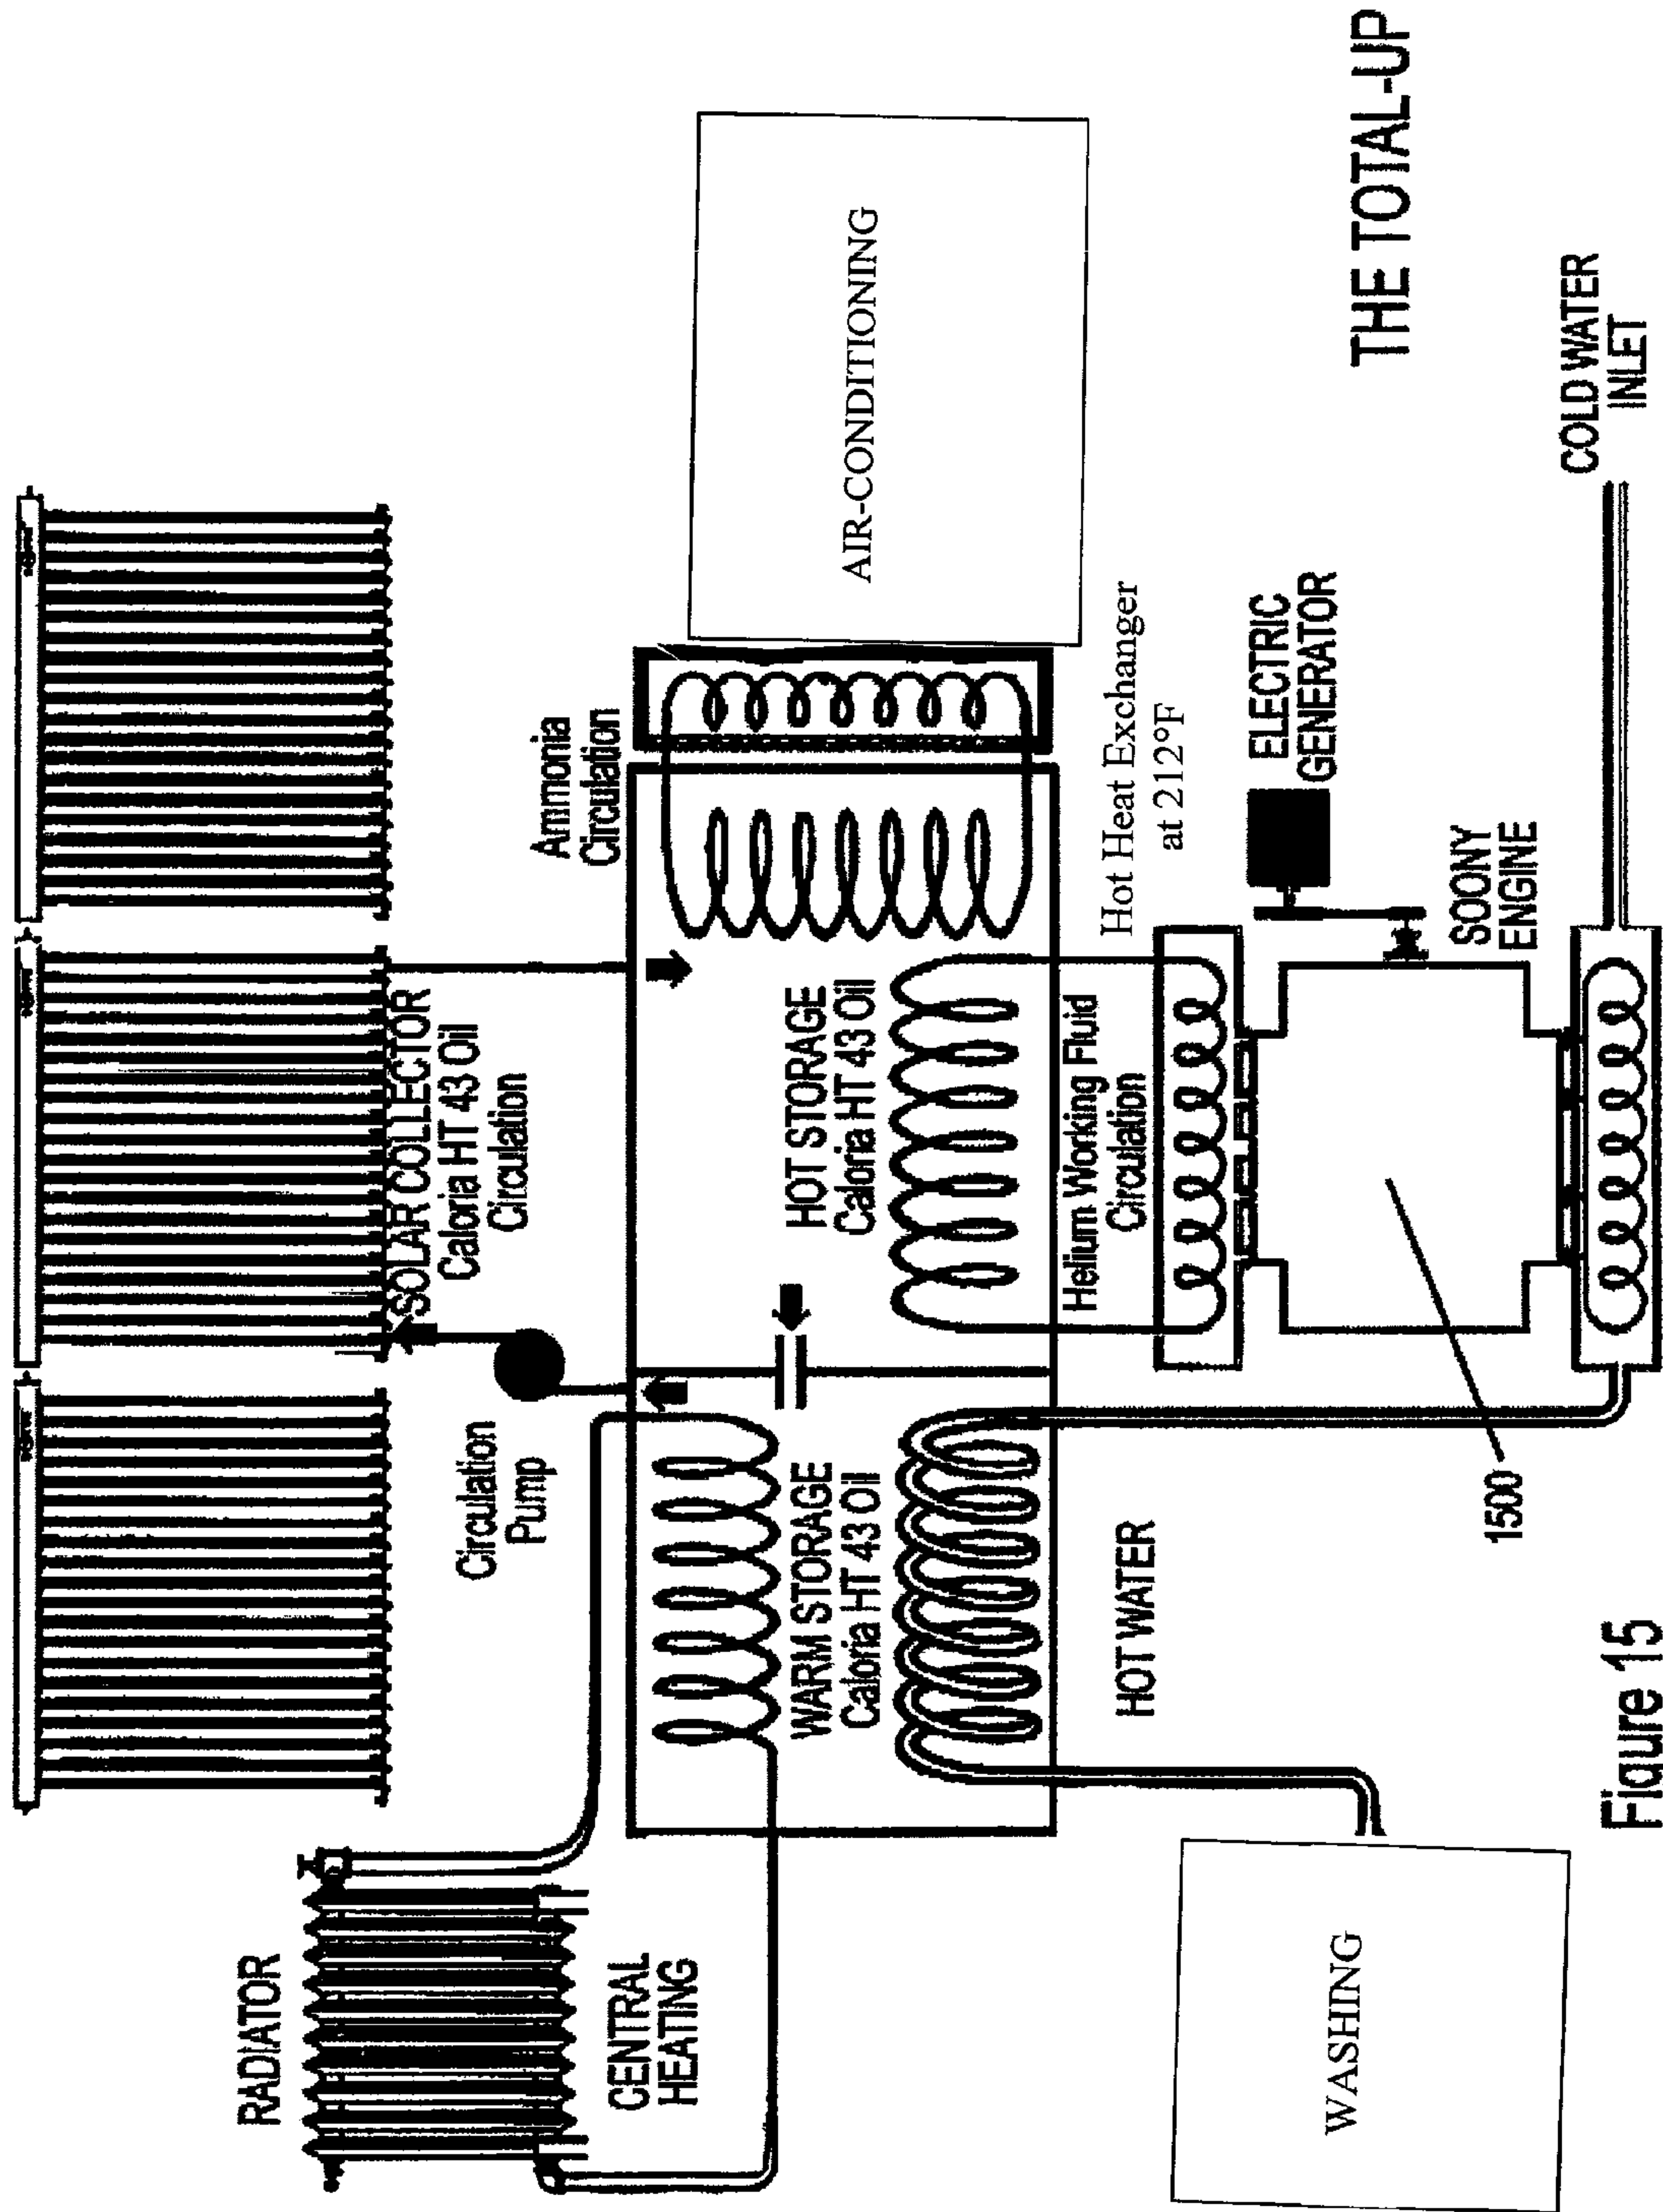 RADIATOR
SOLAR COLLECTOR
Caloria HT 43 Oil
Circulation
Circulation
Pump
Ammonia
Circulation
CENTRAL
HEATING
WARM STORAGE
Caloria HT 43 Oil
HOT STORAGE
Caloria HT 43 Oil
AIR-CONDITIONING
HOT WATER
Helium Working Fluid
Circulation
Hot Heat Exchanger
at 212°F
ELECTRIC
GENERATOR
WASHING
1500
SOONY
ENGINE
THE TOTAL-UP
COLD WATER
INLET
Figure 15